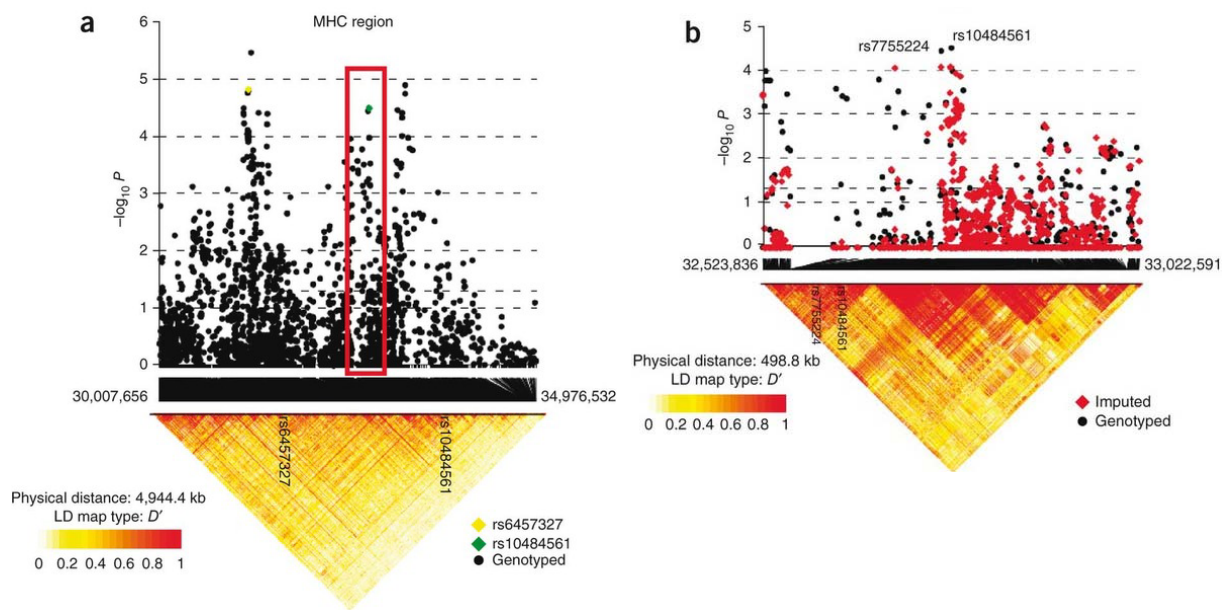 a
MHC region
6
5
4
3
2
1
0
–log10 P
30,007,656
34,976,532
rs6457327
rs10484561
Physical distance: 4,944.4 kb
LD map type: D′
0 0.2 0.4 0.6 0.8 1
rs6457327
rs10484561
Genotyped
b
rs7755224
rs10484561
5
4
3
2
1
0
–log10 P
32,523,836
33,022,591
rs7755224
rs10484561
Physical distance: 498.8 kb
LD map type: D′
0 0.2 0.4 0.6 0.8 1
Imputed
Genotyped